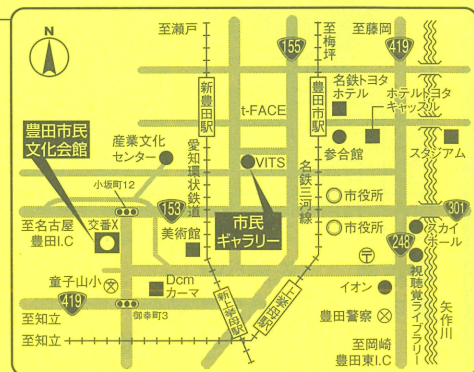 N
至瀬戸
155
至梅坪
419
至藤岡
新豊田駅
豊田市駅
名鉄トヨタ
ホテル
ホテルトヨタ
キャッスル
t-FACE
豊田市民
文化会館
産業文化
センター
愛知環状鉄道
VITS
名鉄三河線
参合館
スタジアム
小坂町12
153
市役所
301
至名古屋
豊田I.C
交番X
美術館
市民
ギャラリー
市役所
248
スカイ
ホール
〒
視聴覚ライブラリー
矢作川
童子山小
419
Dcm
カーマ
新上挙母駅
上挙母駅
イオン
豊田警察
至知立
御幸町3
至知立
至岡崎
豊田東I.C